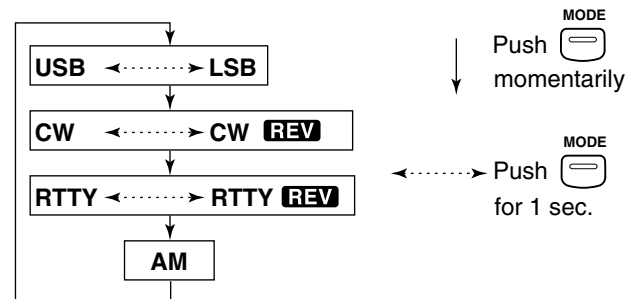 USB LSB
CW CW REV
RTTY RTTY REV
AM
MODE
Push
momentarily
MODE
Push
for 1 sec.